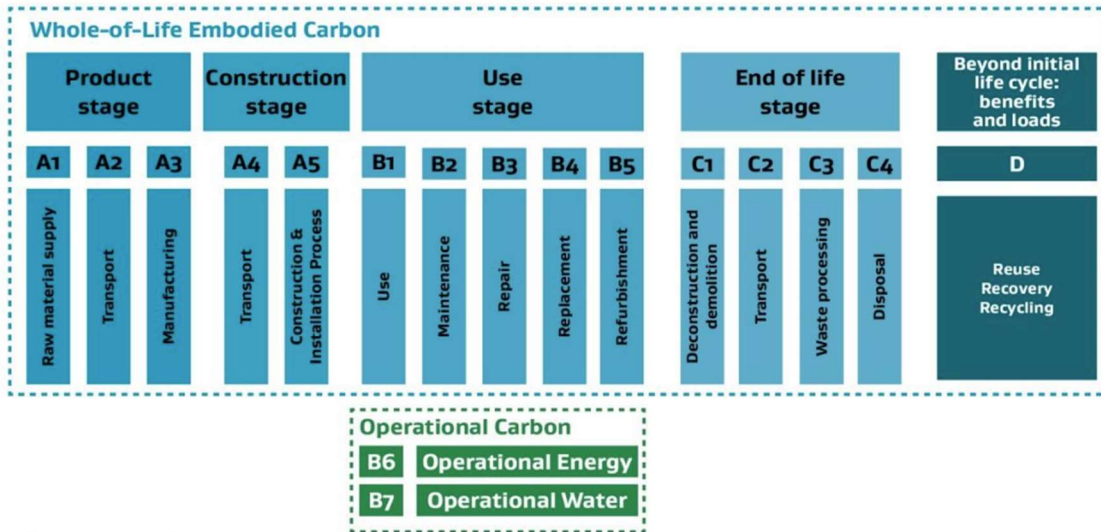 Whole-of-Life Embodied Carbon
Product
stage
Construction
stage
Use
stage
End of life
stage
Beyond initial
life cycle:
benefits
and loads
A1
A2
A3
A4
A5
B1
B2
B3
B4
B5
C1
C2
C3
C4
D
Raw material supply
Transport
Manufacturing
Transport
Construction &
Installation Process
Use
Maintenance
Repair
Replacement
Refurbishment
Deconstruction and
demolition
Transport
Waste processing
Disposal
Reuse
Recovery
Recycling
Operational Carbon
B6 Operational Energy
B7 Operational Water